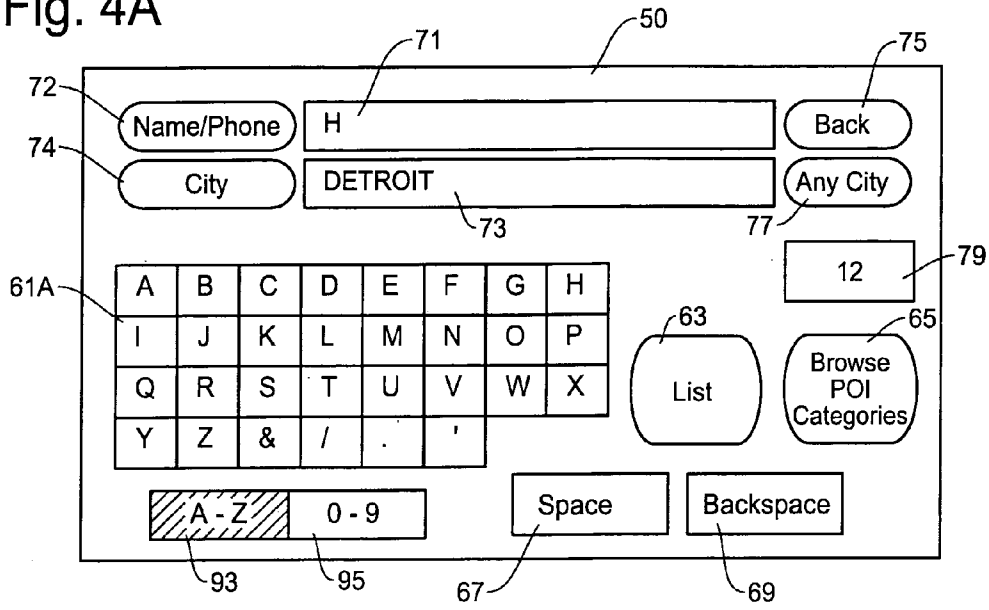 Fig. 4A
50
71
75
72
Name/Phone
H
Back
74
City
DETROIT
Any City
73
77
61A
A B C D E F G H
12
79
I J K L M N O P
63
65
Q R S T U V W X
List
Browse
POI
Categories
Y Z & / . '
A - Z
0 - 9
Space
Backspace
93
95
67
69